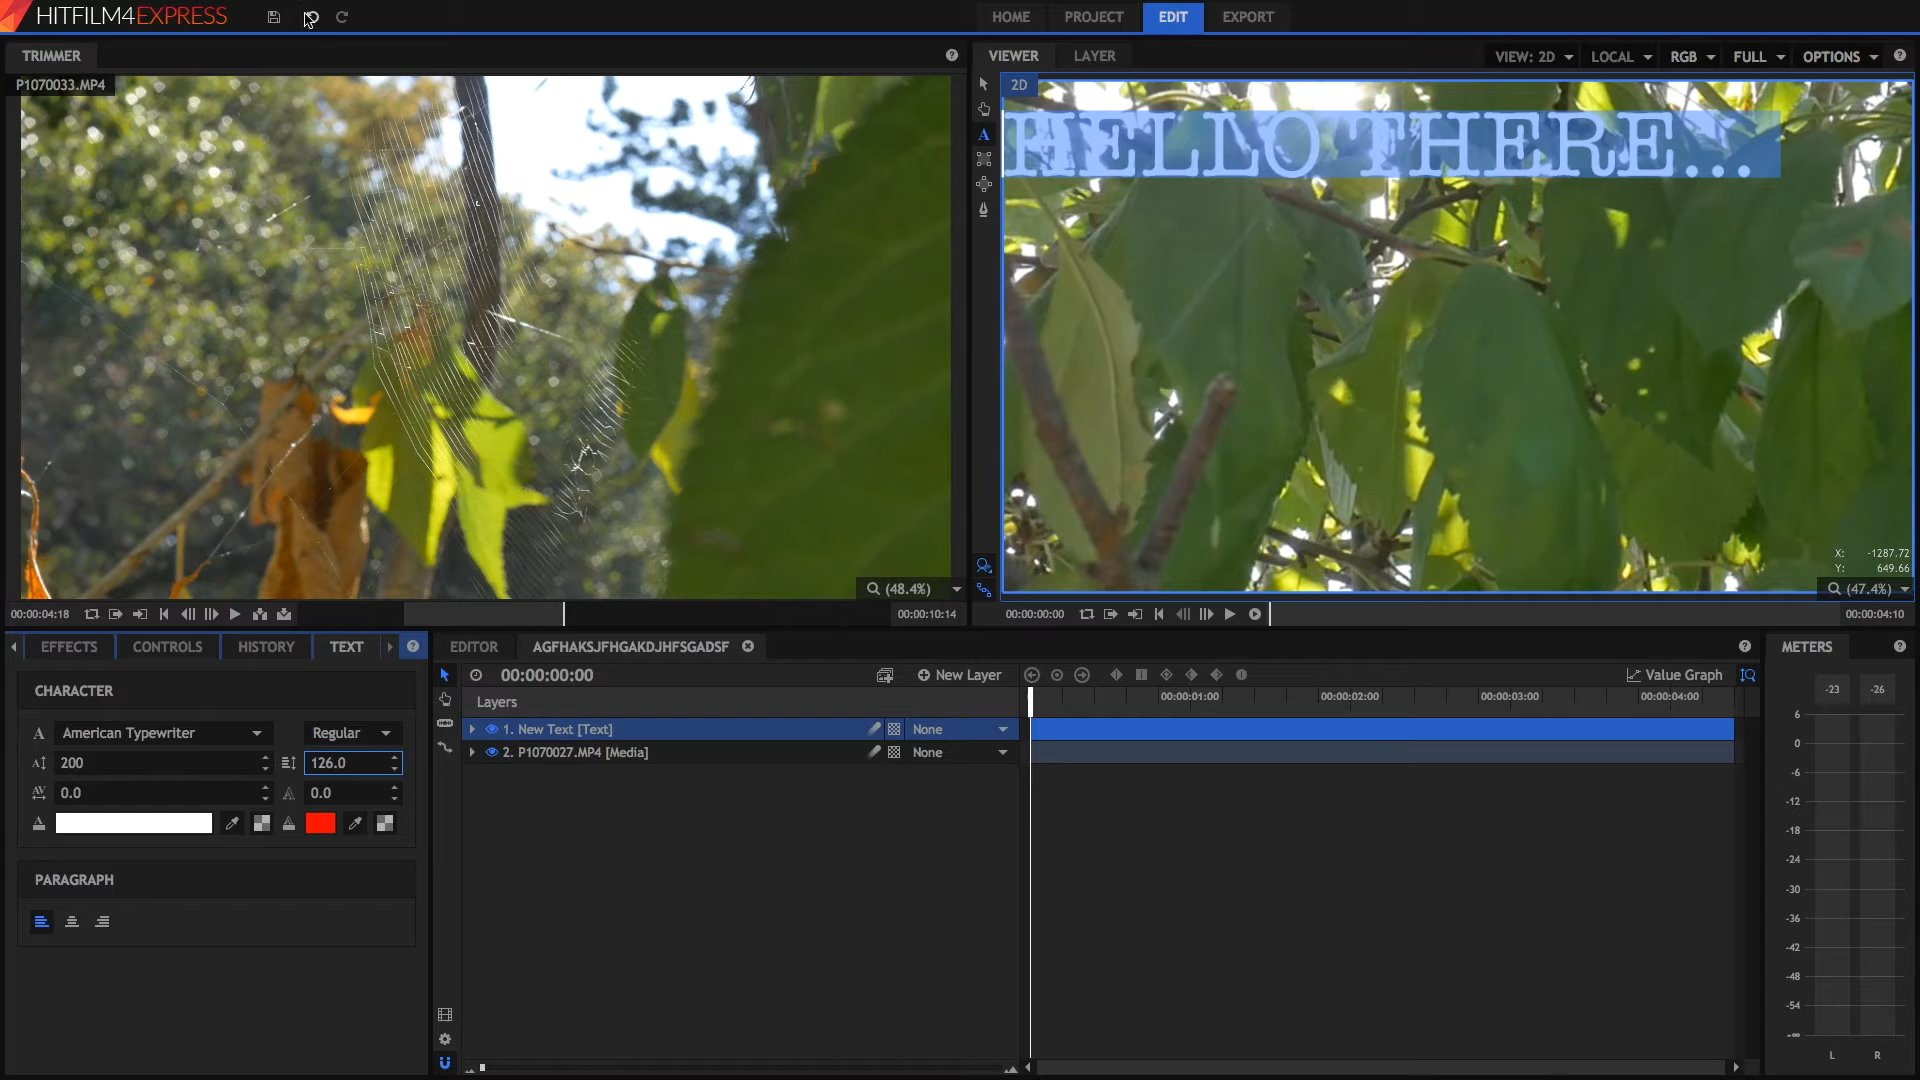 HITFILM4EXPRESS
HOME PROJECT EDIT EXPORT
TRIMMER
P1070033.MP4
VIEWER LAYER VIEW: 2D LOCAL RGB FULL OPTIONS
2D
HELLO THERE...
X: -1287.72
Y: 649.66
(48.4%)
(47.4%)
00:00:04:18 00:00:10:14
00:00:00:00 00:00:04:10
EFFECTS CONTROLS HISTORY TEXT
CHARACTER
American Typewriter Regular
200 126.0
0.0 0.0
PARAGRAPH
EDITOR AGFHAKSJFHGAKDJHFSGADSF
00:00:00:00 New Layer Value Graph
Layers 00:00:01:00 00:00:02:00 00:00:03:00 00:00:04:00
1. New Text [Text] None
2. P1070027.MP4 [Media] None
METERS
-23 -26
6
0
-6
-12
-18
-24
-30
-36
-42
-48
-54
-∞
L R